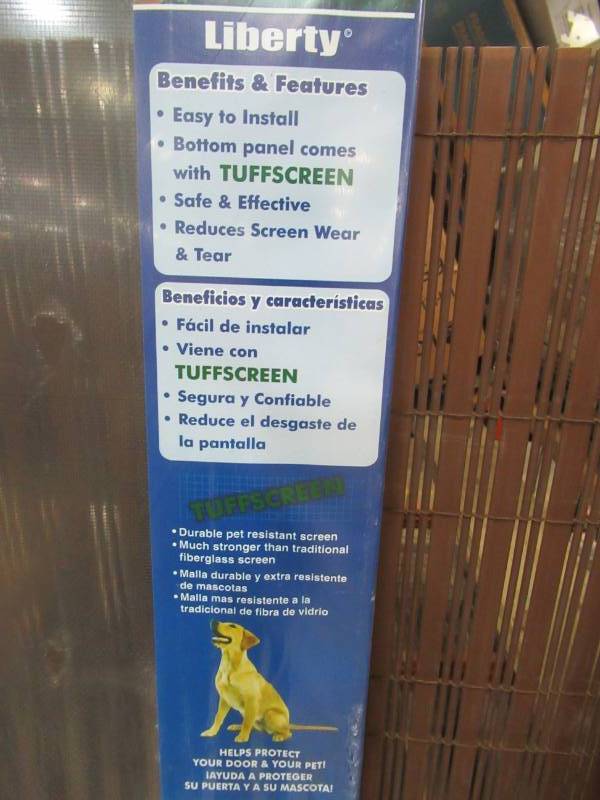 Liberty®
Benefits & Features
• Easy to Install
• Bottom panel comes
with TUFFSCREEN
• Safe & Effective
• Reduces Screen Wear
& Tear
Beneficios y características
• Fácil de instalar
• Viene con
TUFFSCREEN
• Segura y Confiable
• Reduce el desgaste de
la pantalla
TUFFSCREEN
• Durable pet resistant screen
• Much stronger than traditional
fiberglass screen
• Malla durable y extra resistente
de mascotas
• Malla mas resistente a la
tradicional de fibra de vidrio
HELPS PROTECT
YOUR DOOR & YOUR PET!
¡AYUDA A PROTEGER
SU PUERTA Y A SU MASCOTA!